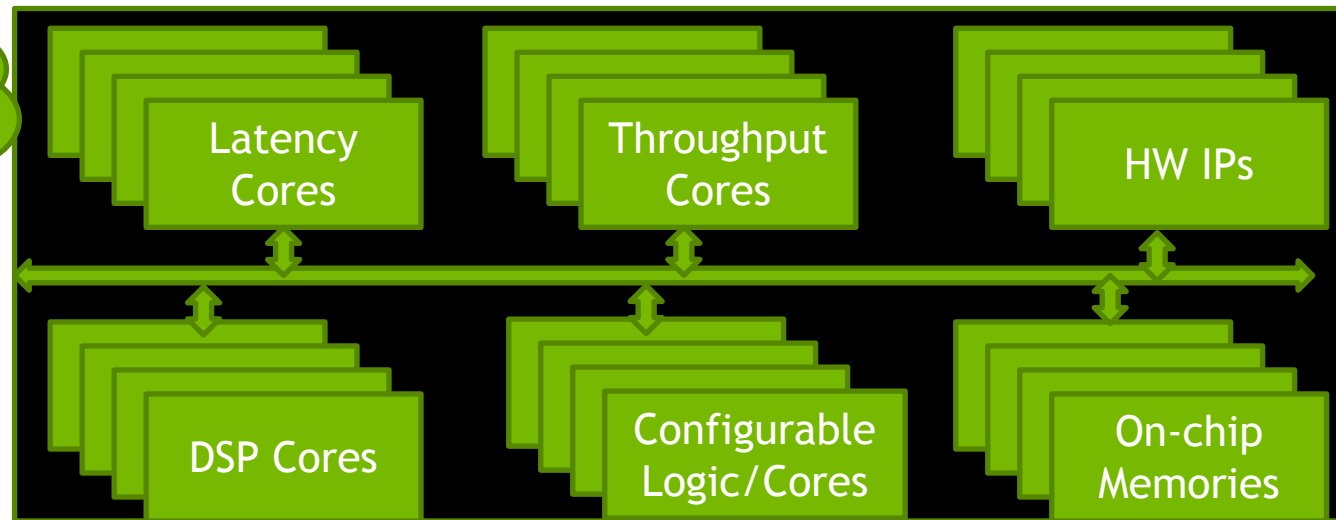 Latency
Cores
Throughput
Cores
HW IPs
DSP Cores
Configurable
Logic/Cores
On-chip
Memories